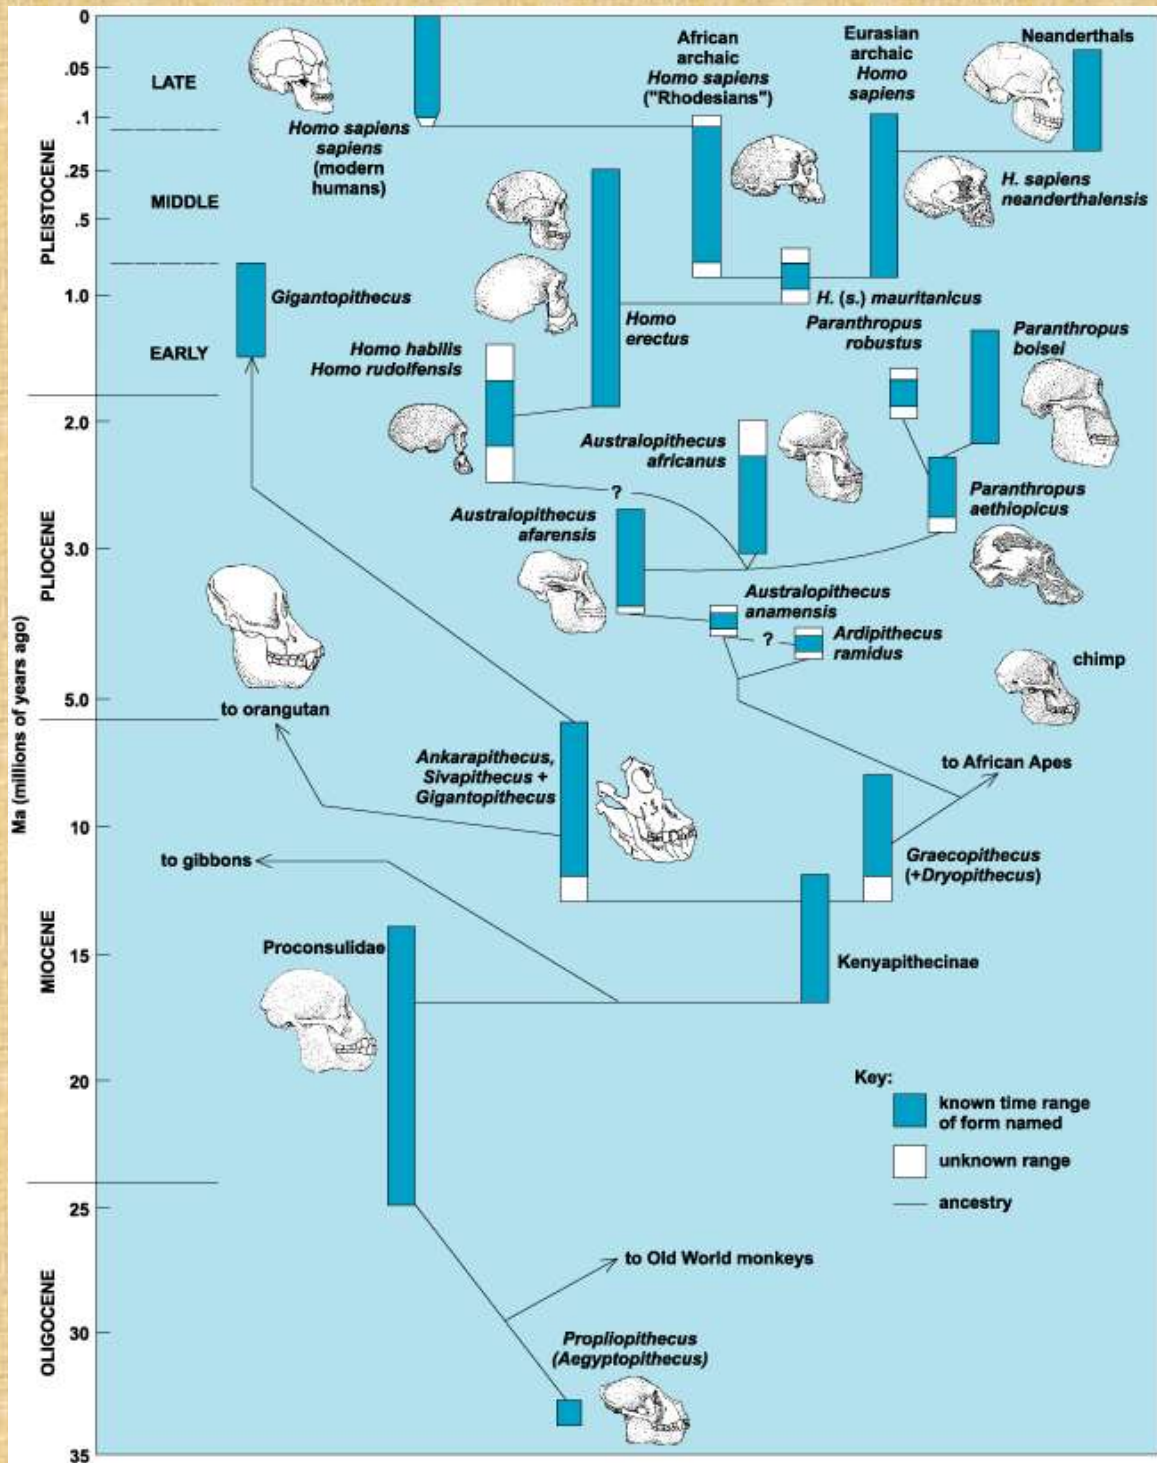 0
.05
.1
.25
.5
1.0
2.0
3.0
5.0
10
15
20
25
30
35
Ma (millions of years ago)
PLEISTOCENE
PLIOCENE
MIOCENE
OLIGOCENE
LATE
MIDDLE
EARLY
Homo sapiens
sapiens
(modern
humans)
African
archaic
Homo sapiens
("Rhodesians")
Eurasian
archaic
Homo
sapiens
Neanderthals
H. sapiens
neanderthalensis
Gigantopithecus
Homo
erectus
H. (s.) mauritanicus
Paranthropus
robustus
Paranthropus
boisei
Homo habilis
Homo rudolfensis
Australopithecus
africanus
?
Australopithecus
afarensis
Paranthropus
aethiopicus
Australopithecus
anamensis
?
Ardipithecus
ramidus
chimp
to orangutan
Ankarapithecus,
Sivapithecus +
Gigantopithecus
to African Apes
to gibbons
Graecopithecus
(+Dryopithecus)
Proconsulidae
Kenyapithecinae
Key:
known time range
of form named
unknown range
ancestry
to Old World monkeys
Propliopithecus
(Aegyptopithecus)